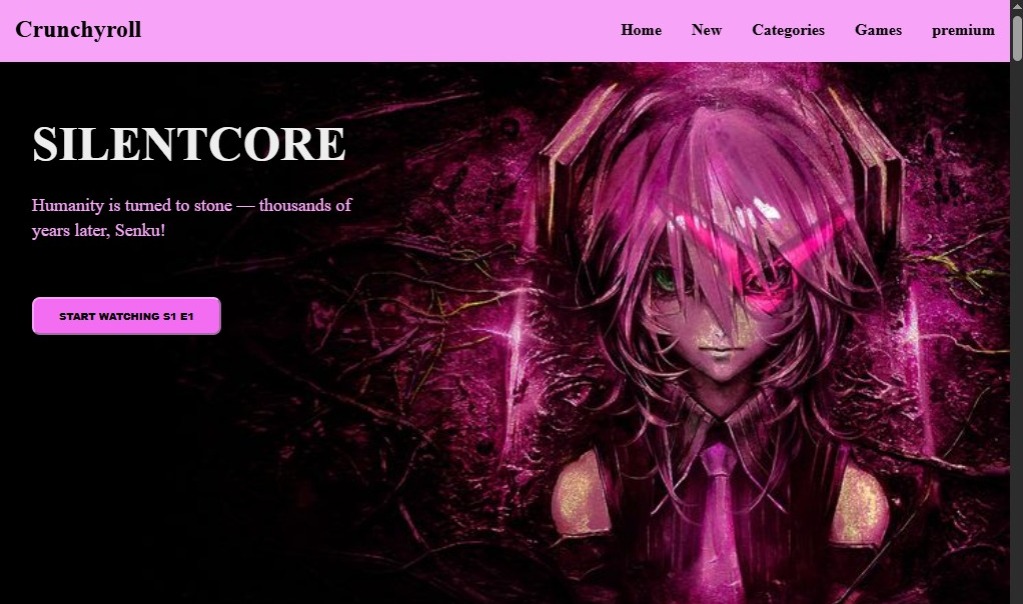 Crunchyroll
Home New Categories Games premium
SILENTCORE
Humanity is turned to stone — thousands of
years later, Senku!
START WATCHING S1 E1